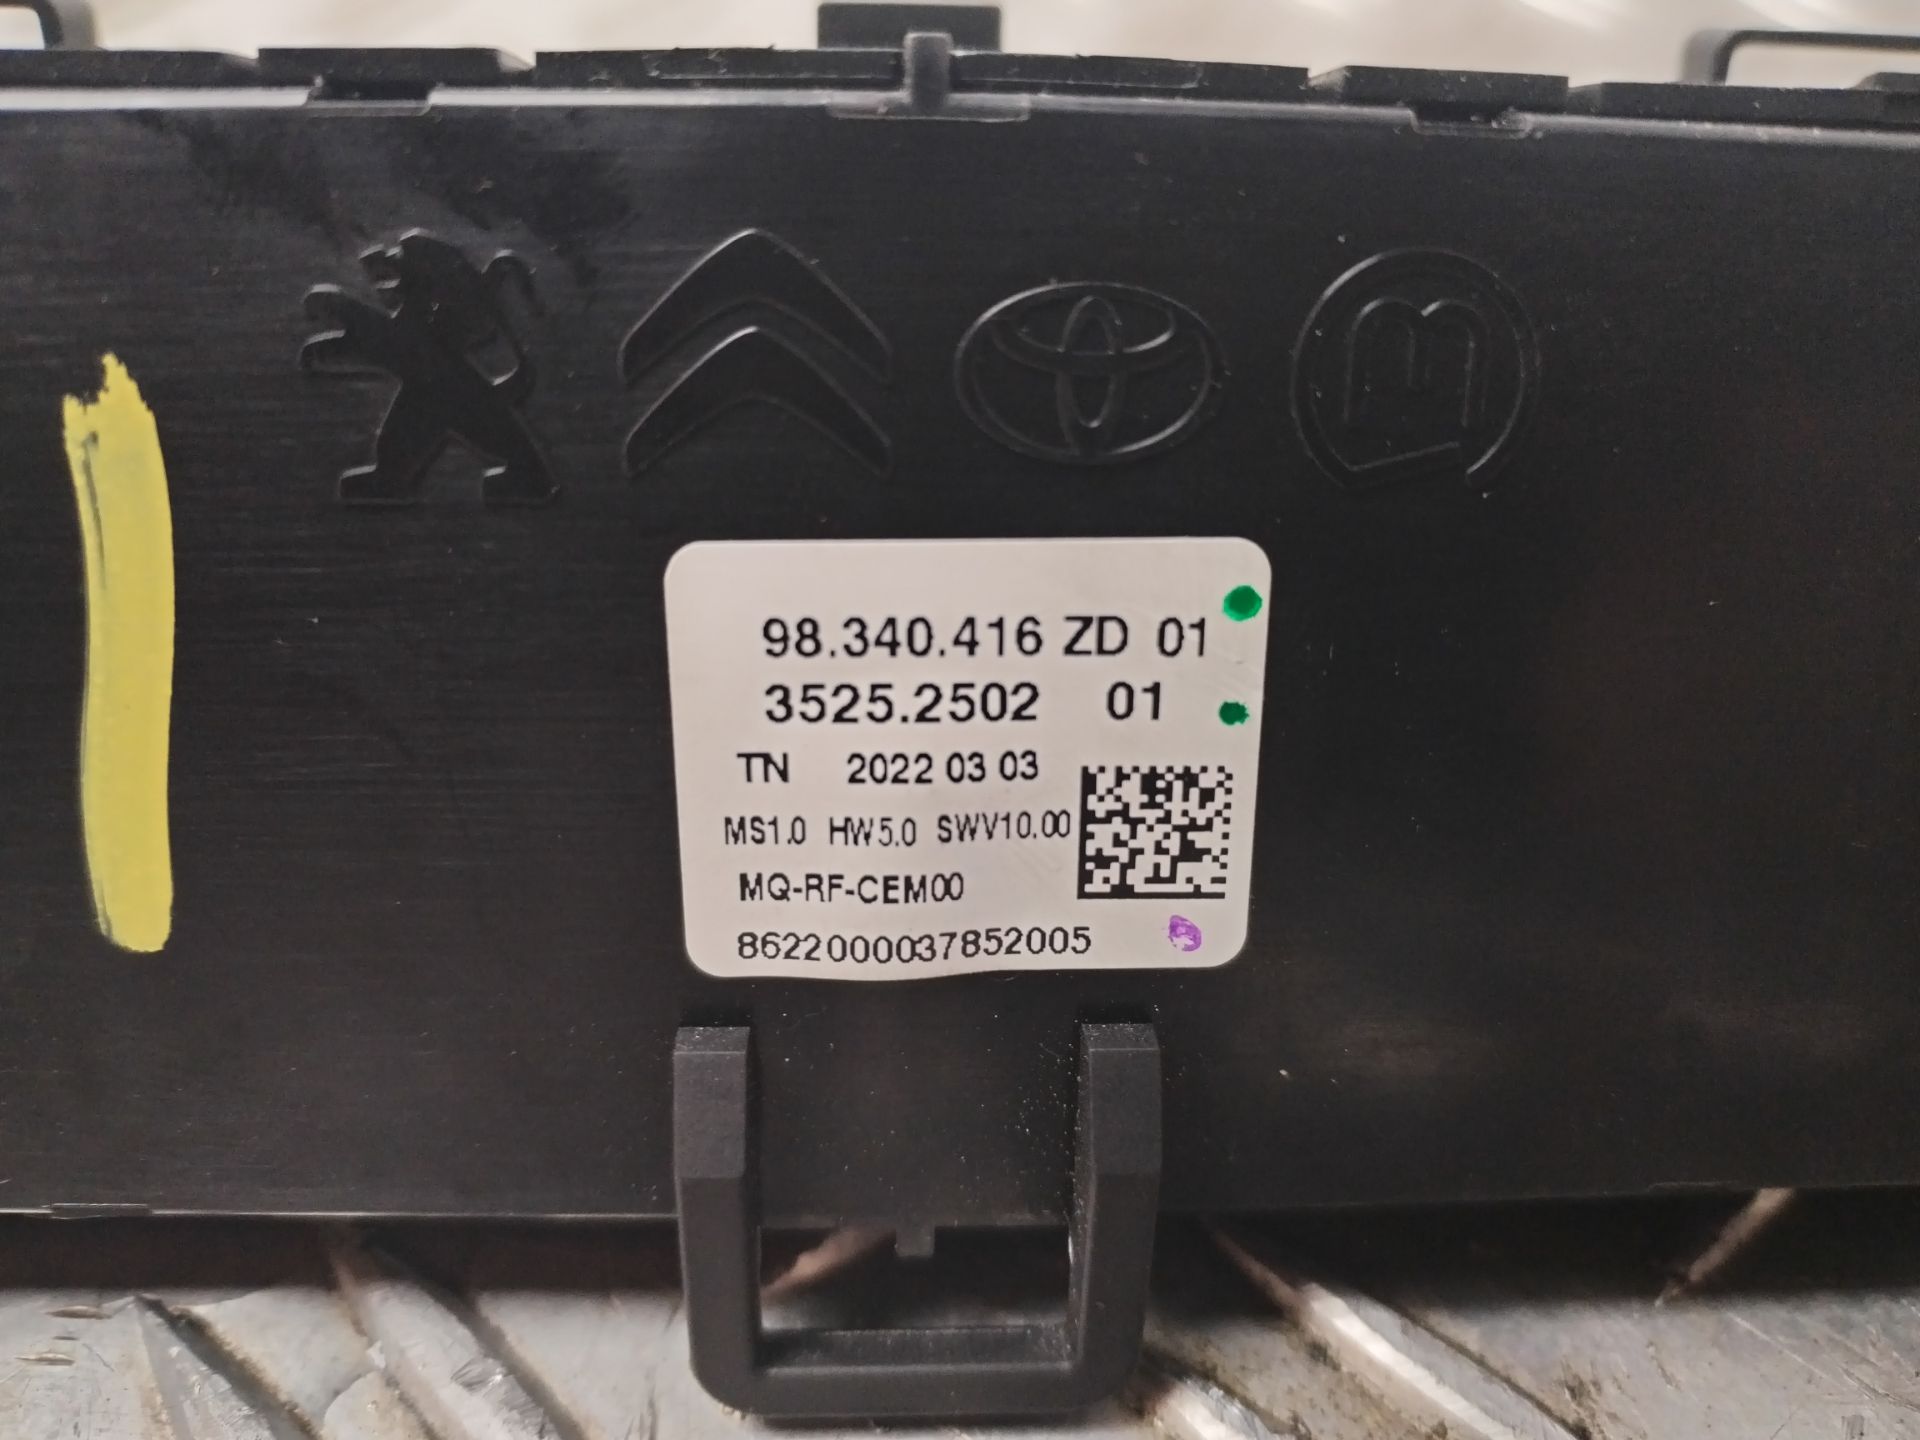 98.340.416 ZD 01
3525.2502 01
TN 2022 03 03
MS1.0 HW5.0 SWV10.00
MQ-RF-CEM00
8622000037852005